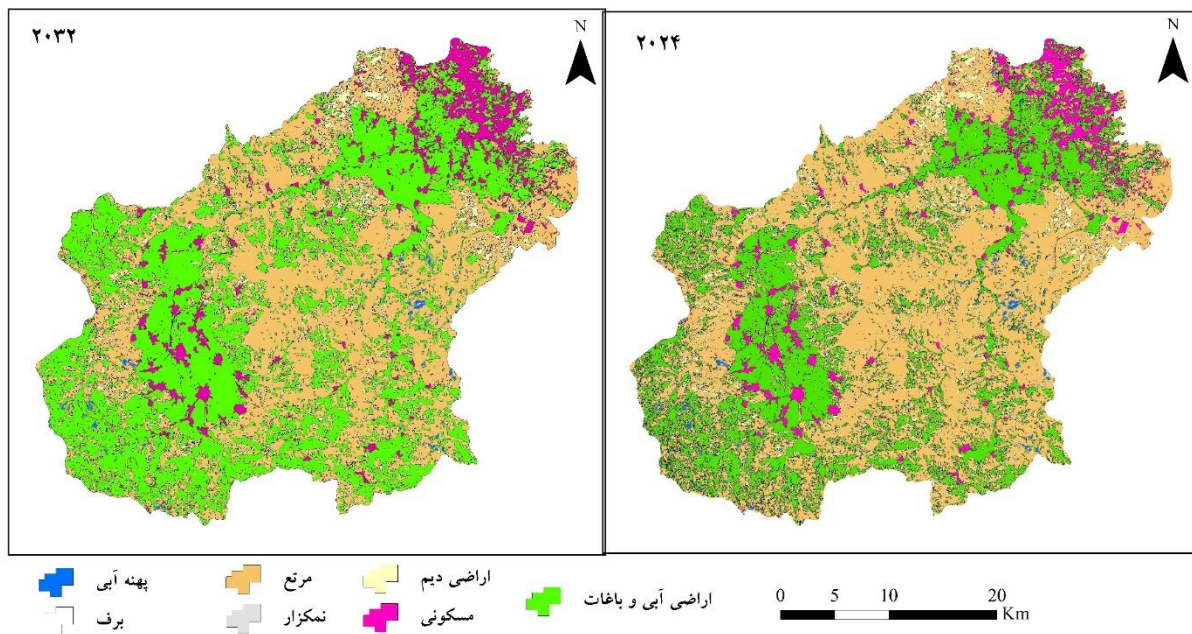 ۲۰۳۲
N
۲۰۲۴
N
پهنه آبی
مرتع
اراضی دیم
اراضی آبی و باغات
برف
نمکزار
مسکونی
0 5 10 20
Km